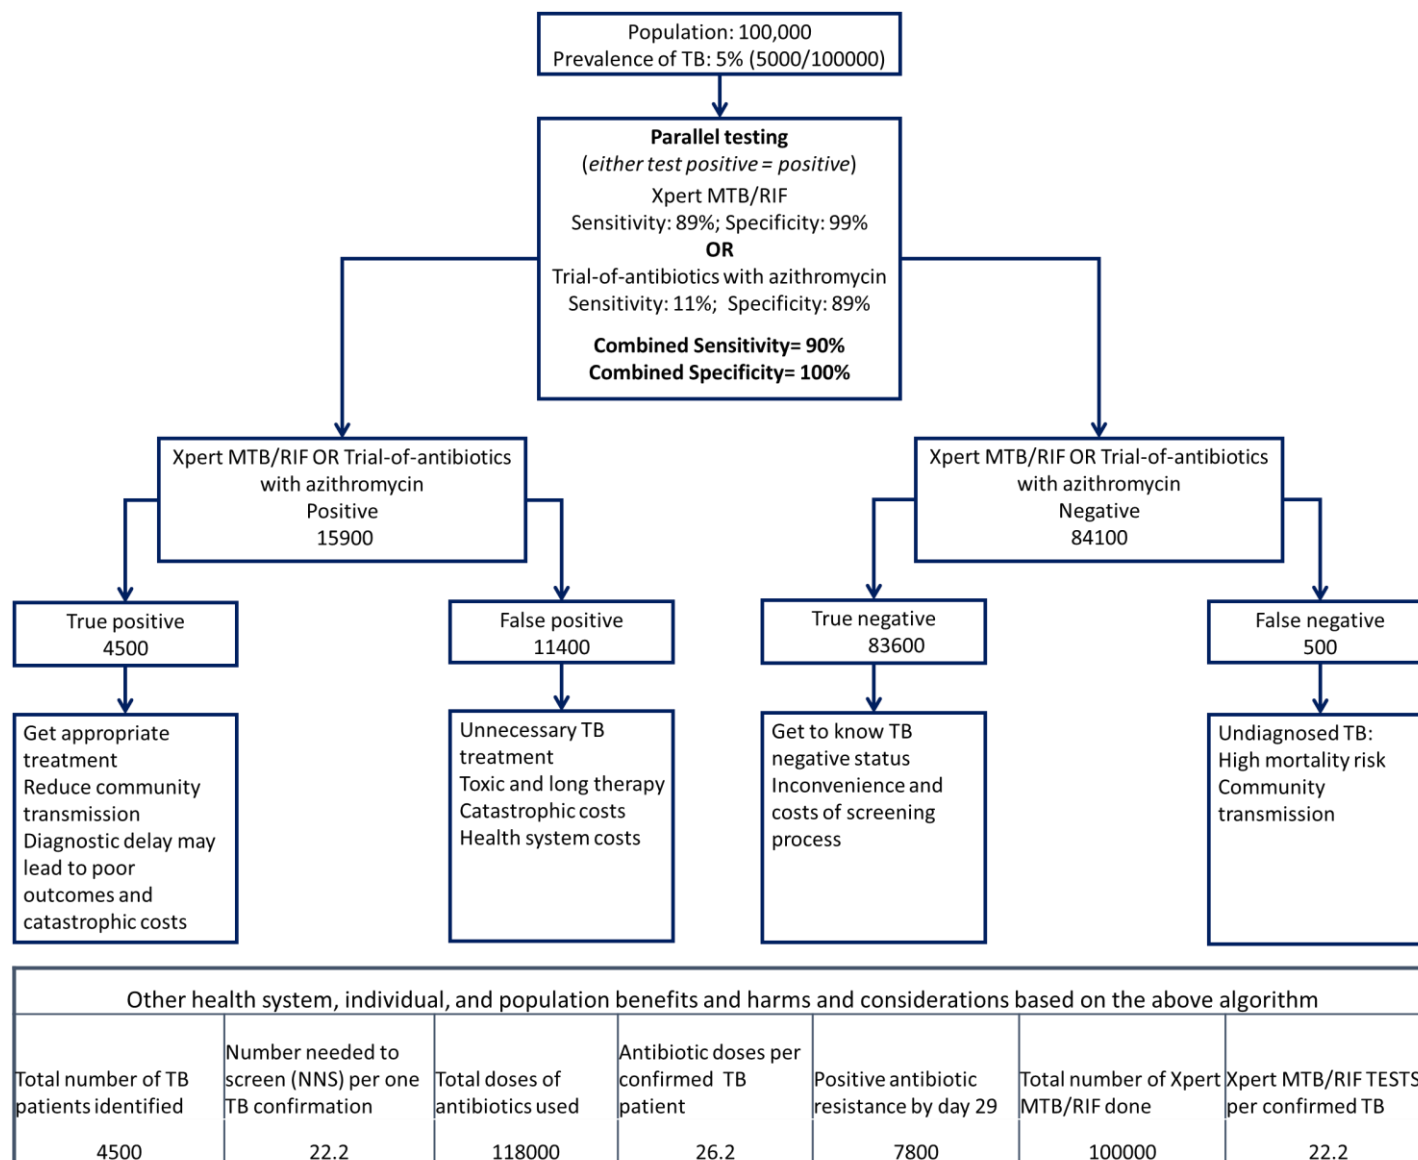 Population: 100,000
Prevalence of TB: 5% (5000/100000)
Parallel testing
(either test positive = positive)
Xpert MTB/RIF
Sensitivity: 89%; Specificity: 99%
OR
Trial-of-antibiotics with azithromycin
Sensitivity: 11%; Specificity: 89%
Combined Sensitivity= 90%
Combined Specificity= 100%
Xpert MTB/RIF OR Trial-of-antibiotics
with azithromycin
Positive
15900
Xpert MTB/RIF OR Trial-of-antibiotics
with azithromycin
Negative
84100
True positive
4500
False positive
11400
True negative
83600
False negative
500
Get appropriate
treatment
Reduce community
transmission
Diagnostic delay may
lead to poor
outcomes and
catastrophic costs
Unnecessary TB
treatment
Toxic and long therapy
Catastrophic costs
Health system costs
Get to know TB
negative status
Inconvenience and
costs of screening
process
Undiagnosed TB:
High mortality risk
Community
transmission
Other health system, individual, and population benefits and harms and considerations based on the above algorithm
Total number of TB
patients identified
Number needed to
screen (NNS) per one
TB confirmation
Total doses of
antibiotics used
Antibiotic doses per
confirmed TB
patient
Positive antibiotic
resistance by day 29
Total number of Xpert
MTB/RIF done
Xpert MTB/RIF TESTS
per confirmed TB
4500
22.2
118000
26.2
7800
100000
22.2